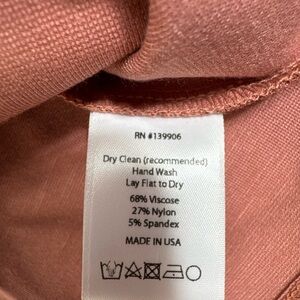 RN #139906
Dry Clean (recommended)
Hand Wash
Lay Flat to Dry
68% Viscose
27% Nylon
5% Spandex
MADE IN USA